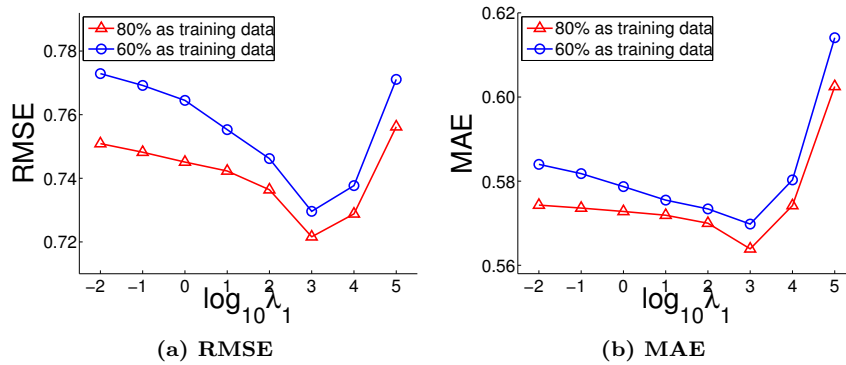 80% as training data
60% as training data
0.78
0.76
0.74
0.72
RMSE
−2 −1 0 1 2 3 4 5
log10λ1
(a) RMSE
0.62
80% as training data
60% as training data
0.60
0.58
0.56
MAE
−2 −1 0 1 2 3 4 5
log10λ1
(b) MAE